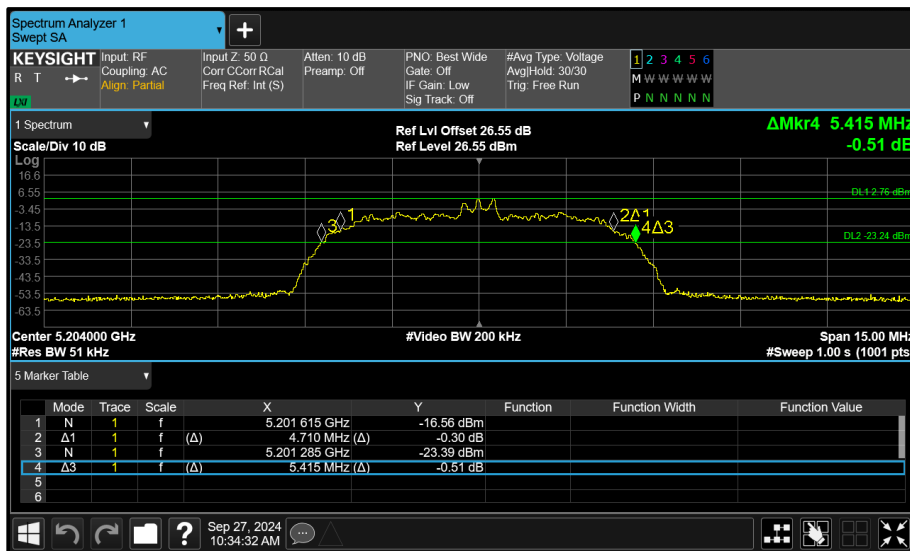 Spectrum Analyzer 1
Swept SA
KEYSIGHT
R T
LXI
Input: RF
Coupling: AC
Align: Partial
Input Z: 50 Ω
Corr CCorr RCal
Freq Ref: Int (S)
Atten: 10 dB
Preamp: Off
PNO: Best Wide
Gate: Off
IF Gain: Low
Sig Track: Off
#Avg Type: Voltage
Avg|Hold: 30/30
Trig: Free Run
1 2 3 4 5 6
M W W W W W
P N N N N N
1 Spectrum
Scale/Div 10 dB
Ref Lvl Offset 26.55 dB
Ref Level 26.55 dBm
ΔMkr4 5.415 MHz
-0.51 dB
Log
16.6
6.55
-3.45
-13.5
-23.5
-33.5
-43.5
-53.5
-63.5
DL1 2.76 dBm
DL2 -23.24 dBm
3
1
2Δ1
4Δ3
Center 5.204000 GHz
#Res BW 51 kHz
#Video BW 200 kHz
Span 15.00 MHz
#Sweep 1.00 s (1001 pts
5 Marker Table
Mode Trace Scale X Y Function Function Width Function Value
1 N 1 f 5.201 615 GHz -16.56 dBm
2 Δ1 1 f (Δ) 4.710 MHz (Δ) -0.30 dB
3 N 1 f 5.201 285 GHz -23.39 dBm
4 Δ3 1 f (Δ) 5.415 MHz (Δ) -0.51 dB
5
6
?
Sep 27, 2024
10:34:32 AM